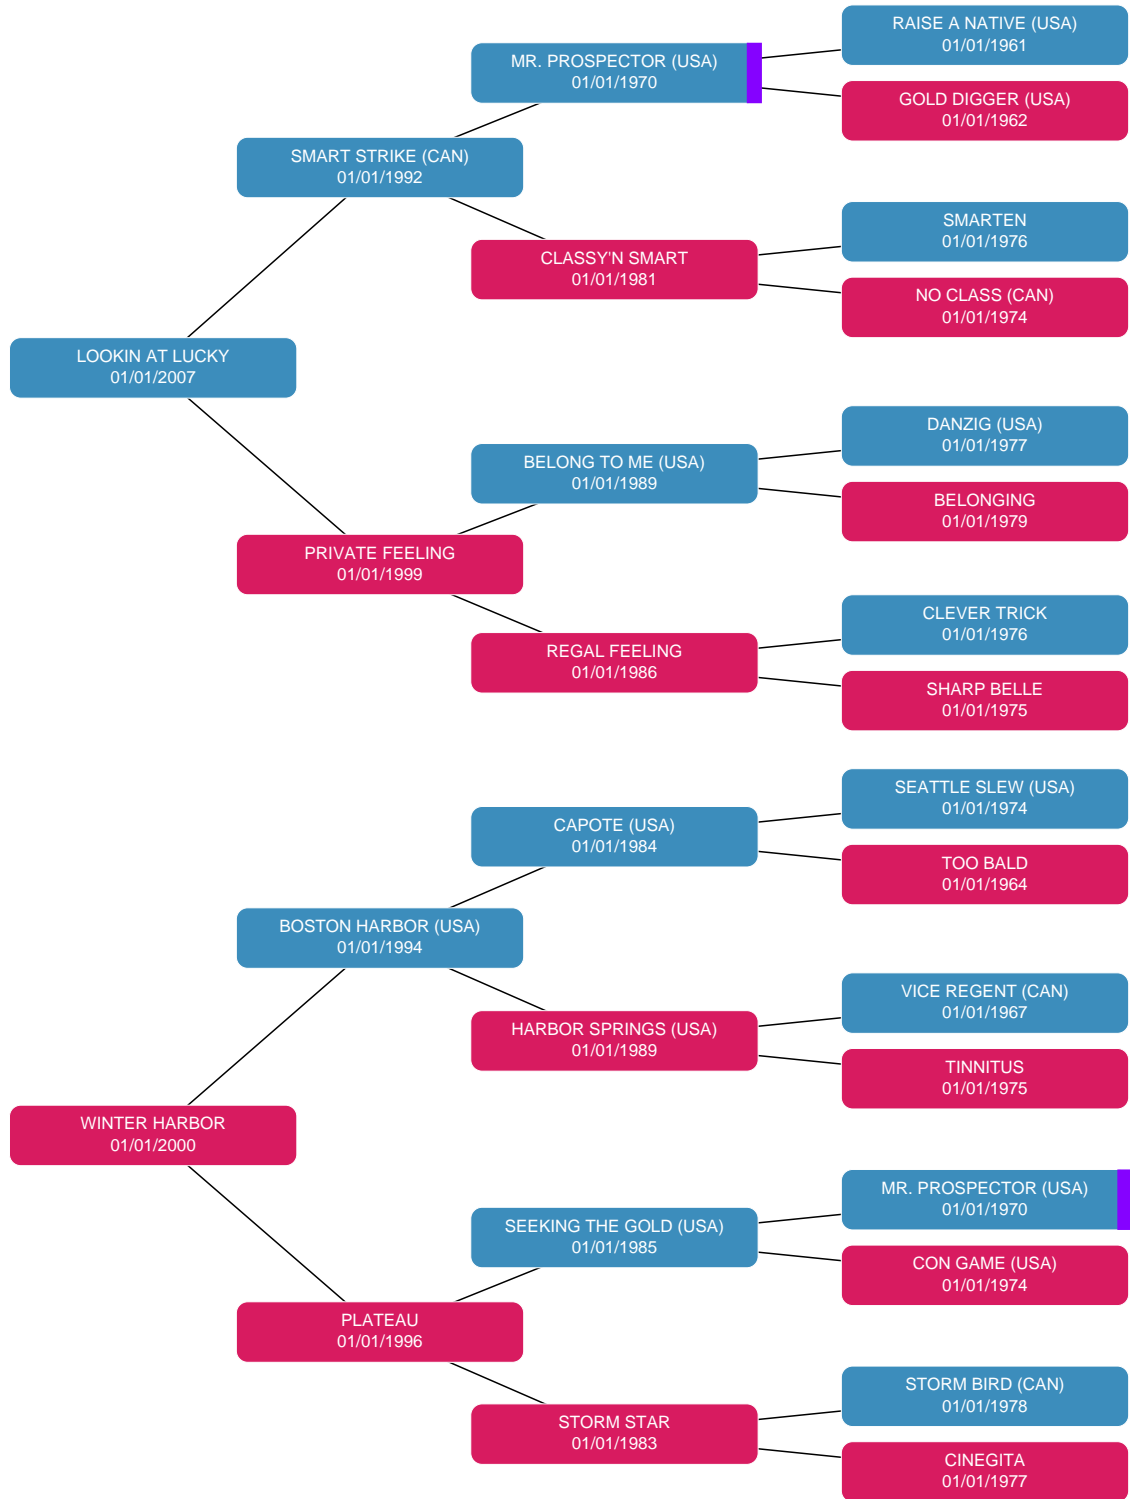 RAISE A NATIVE (USA)
01/01/1961
MR. PROSPECTOR (USA)
01/01/1970
GOLD DIGGER (USA)
01/01/1962
SMART STRIKE (CAN)
01/01/1992
SMARTEN
01/01/1976
CLASSY'N SMART
01/01/1981
NO CLASS (CAN)
01/01/1974
LOOKIN AT LUCKY
01/01/2007
DANZIG (USA)
01/01/1977
BELONG TO ME (USA)
01/01/1989
BELONGING
01/01/1979
PRIVATE FEELING
01/01/1999
CLEVER TRICK
01/01/1976
REGAL FEELING
01/01/1986
SHARP BELLE
01/01/1975
SEATTLE SLEW (USA)
01/01/1974
CAPOTE (USA)
01/01/1984
TOO BALD
01/01/1964
BOSTON HARBOR (USA)
01/01/1994
VICE REGENT (CAN)
01/01/1967
HARBOR SPRINGS (USA)
01/01/1989
TINNITUS
01/01/1975
WINTER HARBOR
01/01/2000
MR. PROSPECTOR (USA)
01/01/1970
SEEKING THE GOLD (USA)
01/01/1985
CON GAME (USA)
01/01/1974
PLATEAU
01/01/1996
STORM BIRD (CAN)
01/01/1978
STORM STAR
01/01/1983
CINEGITA
01/01/1977